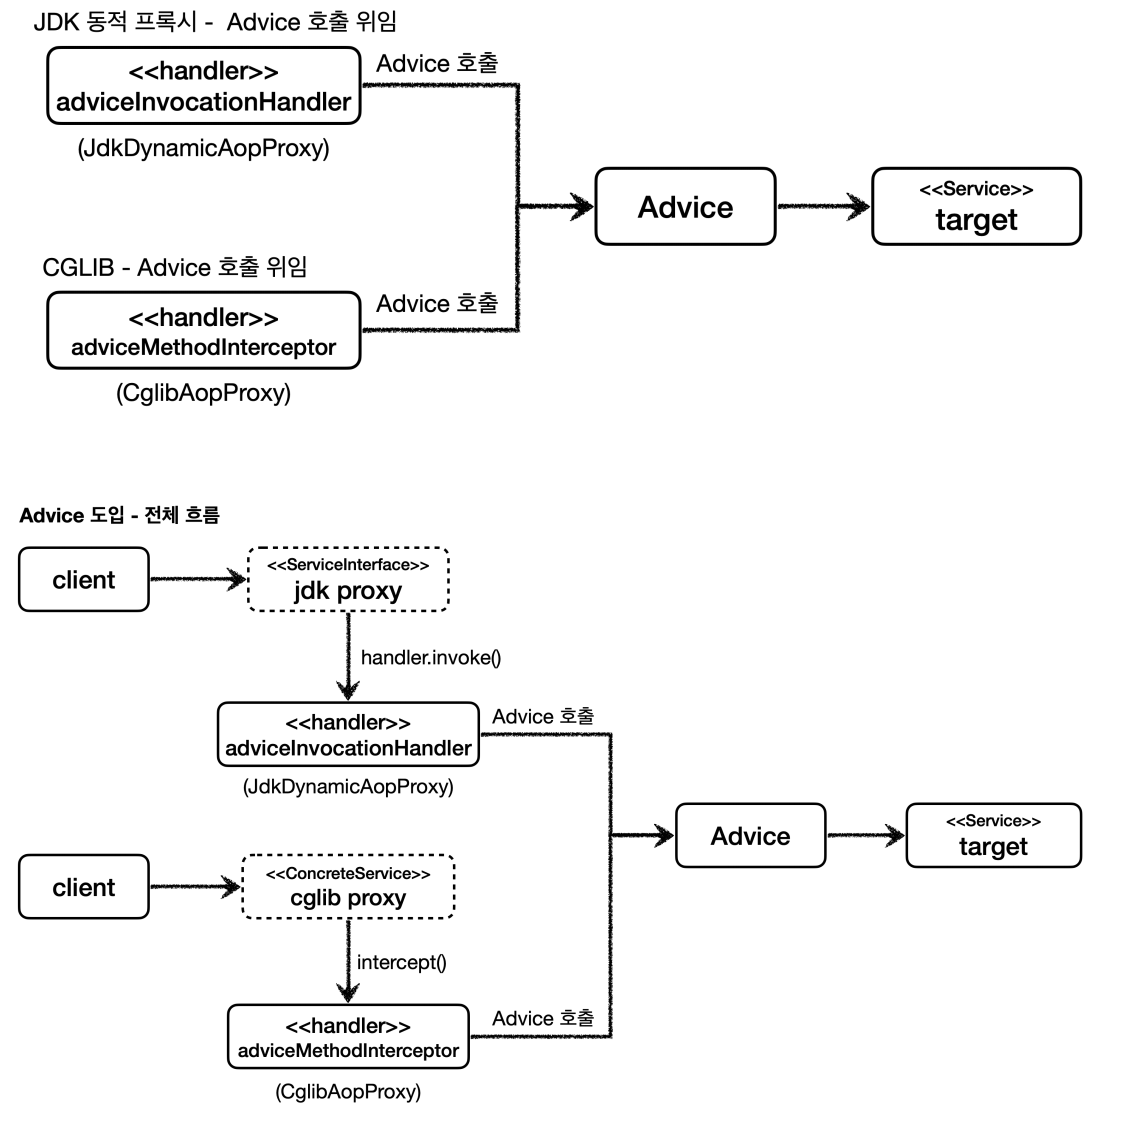 JDK 동적 프록시 - Advice 호출 위임
<<handler>>
adviceInvocationHandler
(JdkDynamicAopProxy)
Advice 호출
Advice
<<Service>>
target
CGLIB - Advice 호출 위임
<<handler>>
adviceMethodInterceptor
(CglibAopProxy)
Advice 호출
Advice 도입 - 전체 흐름
client
<<ServiceInterface>>
jdk proxy
handler.invoke()
<<handler>>
adviceInvocationHandler
(JdkDynamicAopProxy)
Advice 호출
Advice
<<Service>>
target
client
<<ConcreteService>>
cglib proxy
intercept()
<<handler>>
adviceMethodInterceptor
(CglibAopProxy)
Advice 호출